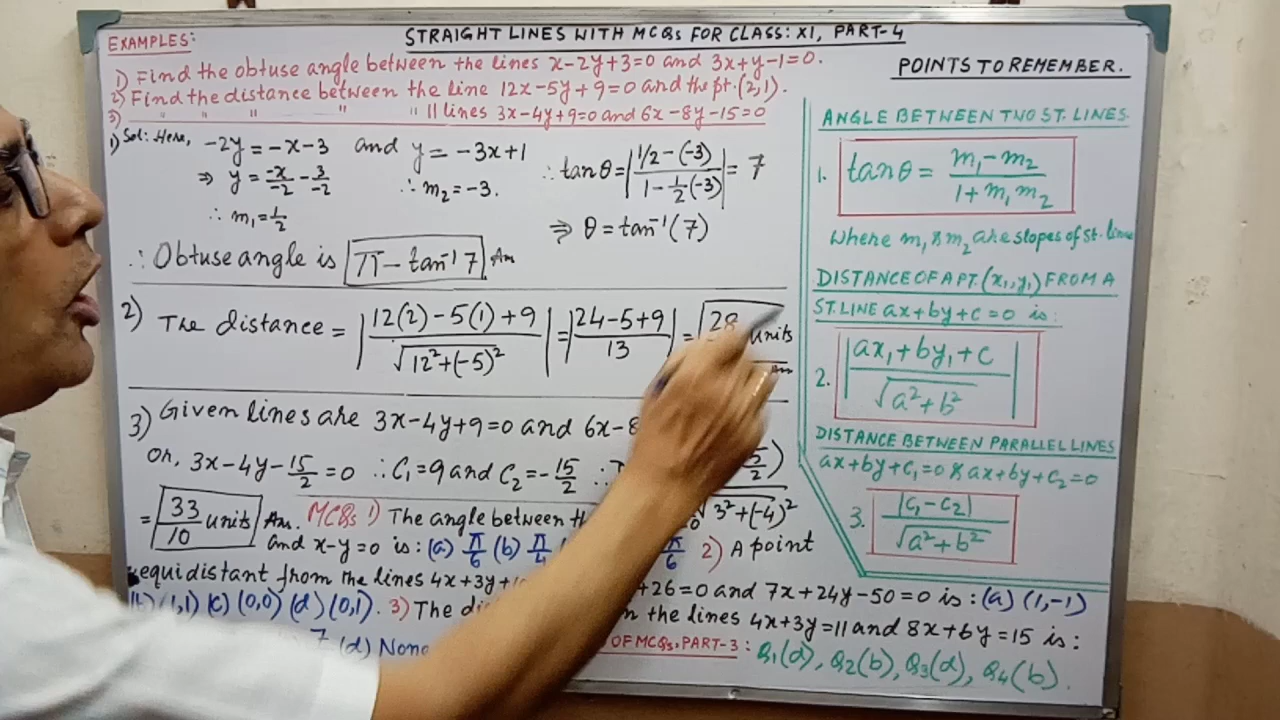 STRAIGHT LINES WITH MCQs FOR CLASS: XI, PART-4
EXAMPLES:
1) Find the obtuse angle between the lines x-2y+3=0 and 3x+y-1=0.
2) Find the distance between the line 12x-5y+9=0 and the pt.(2,1).
3) " " " " " || lines 3x-4y+9=0 and 6x-8y-15=0
1) Sol: Here, -2y = -x-3 and y = -3x+1 ∴ tanθ = |(1/2-(-3))/(1-1/2(-3))| = 7
⇒ y = -x/-2 - 3/-2 ∴ m₂ = -3.
∴ m₁ = 1/2 ⇒ θ = tan⁻¹(7)
∴ Obtuse angle is π - tan⁻¹7 Ans
2) The distance = |(12(2)-5(1)+9)/√(12²+(-5)²)| = |(24-5+9)/13| = 28 units
Ans
3) Given lines are 3x-4y+9=0 and 6x-8
Or, 3x-4y-15/2=0 ∴ C₁=9 and C₂=-15/2 ∴
√3²+(-4)²
= 33/10 units Ans. MCQs 1) The angle between
and x-y=0 is: (a) π/6 (b) π/4 π/6 2) A point
equidistant from the lines 4x+3y+ +26=0 and 7x+24y-50=0 is: (a) (1,-1)
(b) (1,1) (c) (0,0) (d) (0,1). 3) The the lines 4x+3y=11 and 8x+6y=15 is:
(d) None OF MCQs, PART-3: Q₁(d), Q₂(b), Q₃(d), Q₄(b).
POINTS TO REMEMBER.
ANGLE BETWEEN TWO ST. LINES
1. tanθ = (m₁-m₂)/(1+m₁m₂)
Where m₁ & m₂ are slopes of st. lines
DISTANCE OF A PT.(x₁,y₁) FROM A
ST. LINE ax+by+c=0 is:
2. |(ax₁+by₁+c)/√(a²+b²)|
DISTANCE BETWEEN PARALLEL LINES
ax+by+c₁=0 & ax+by+c₂=0
3. |c₁-c₂|/√(a²+b²)